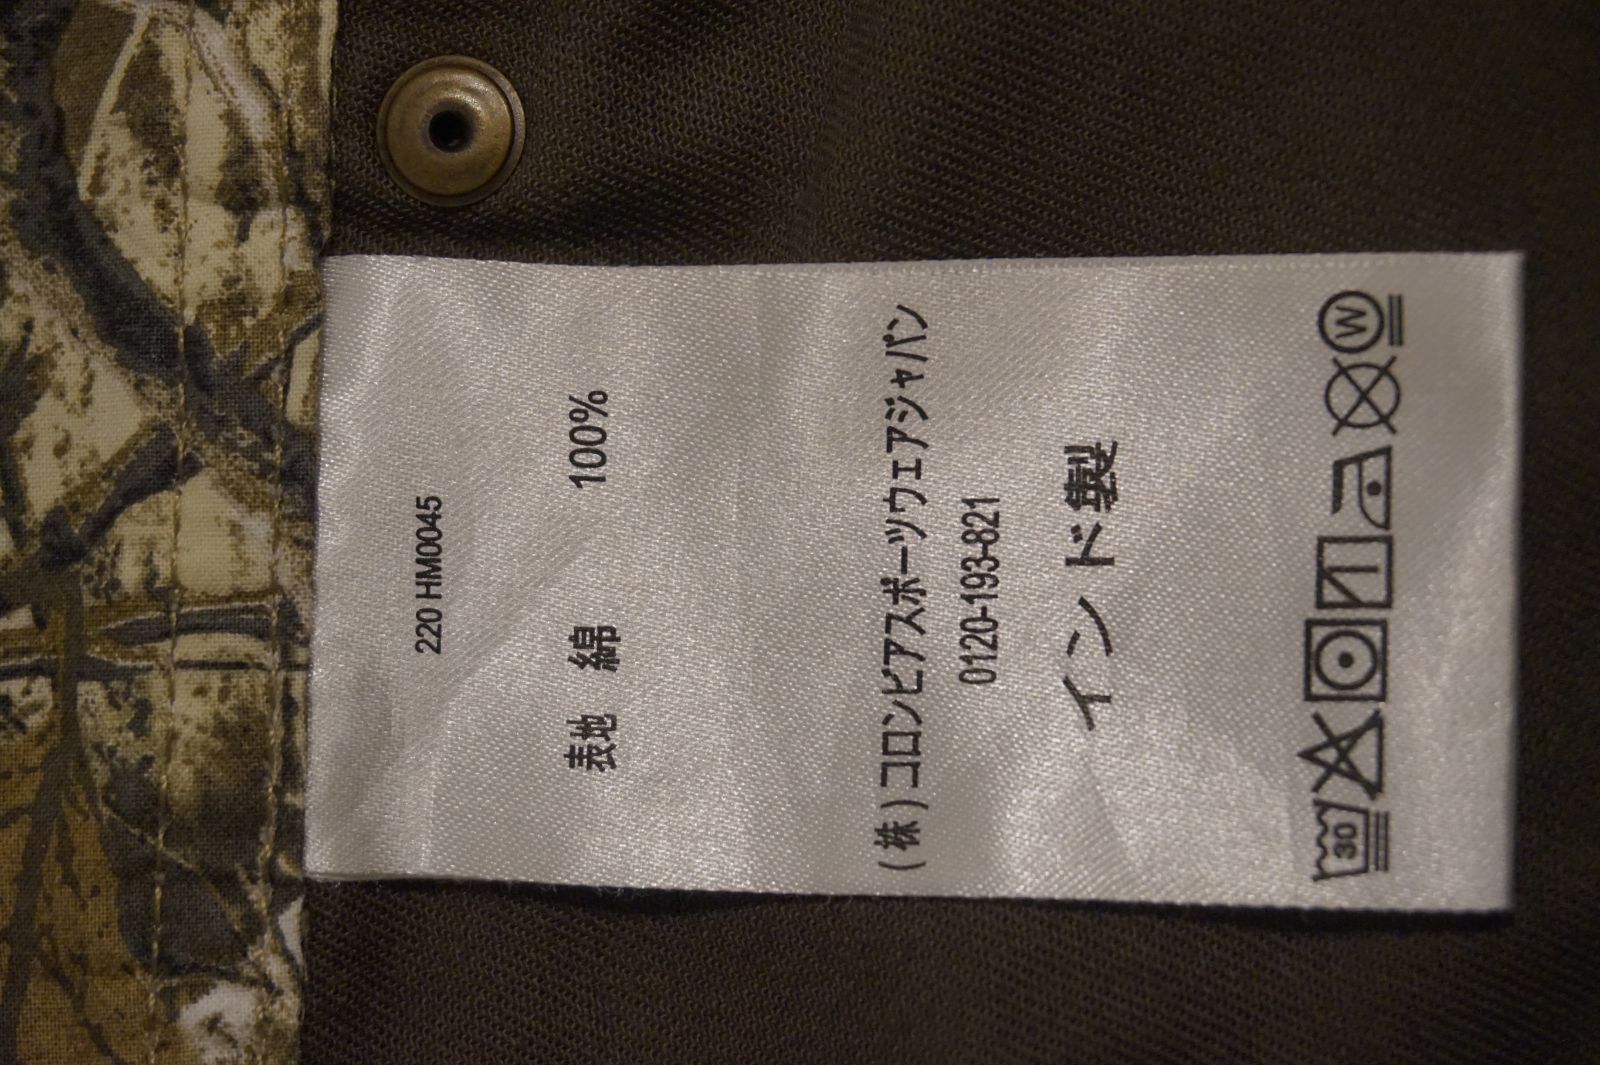 220 HM0045
表地 綿 100%
(株)コロンビアスポーツウェアジャパン
0120-193-821
インド製
30 W